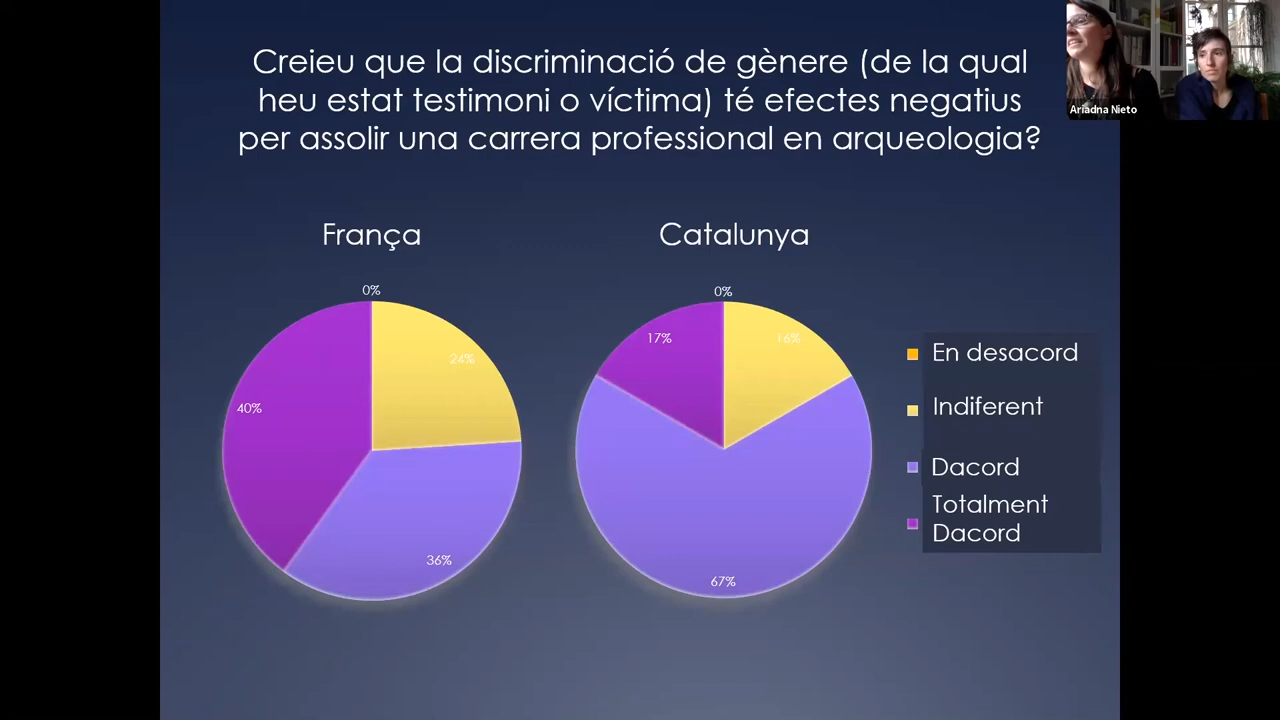 Creieu que la discriminació de gènere (de la qual
heu estat testimoni o víctima) té efectes negatius
per assolir una carrera professional en arqueologia?
Ariadna Nieto
França
Catalunya
0%
24%
40%
36%
0%
17%
16%
67%
En desacord
Indiferent
Dacord
Totalment
Dacord